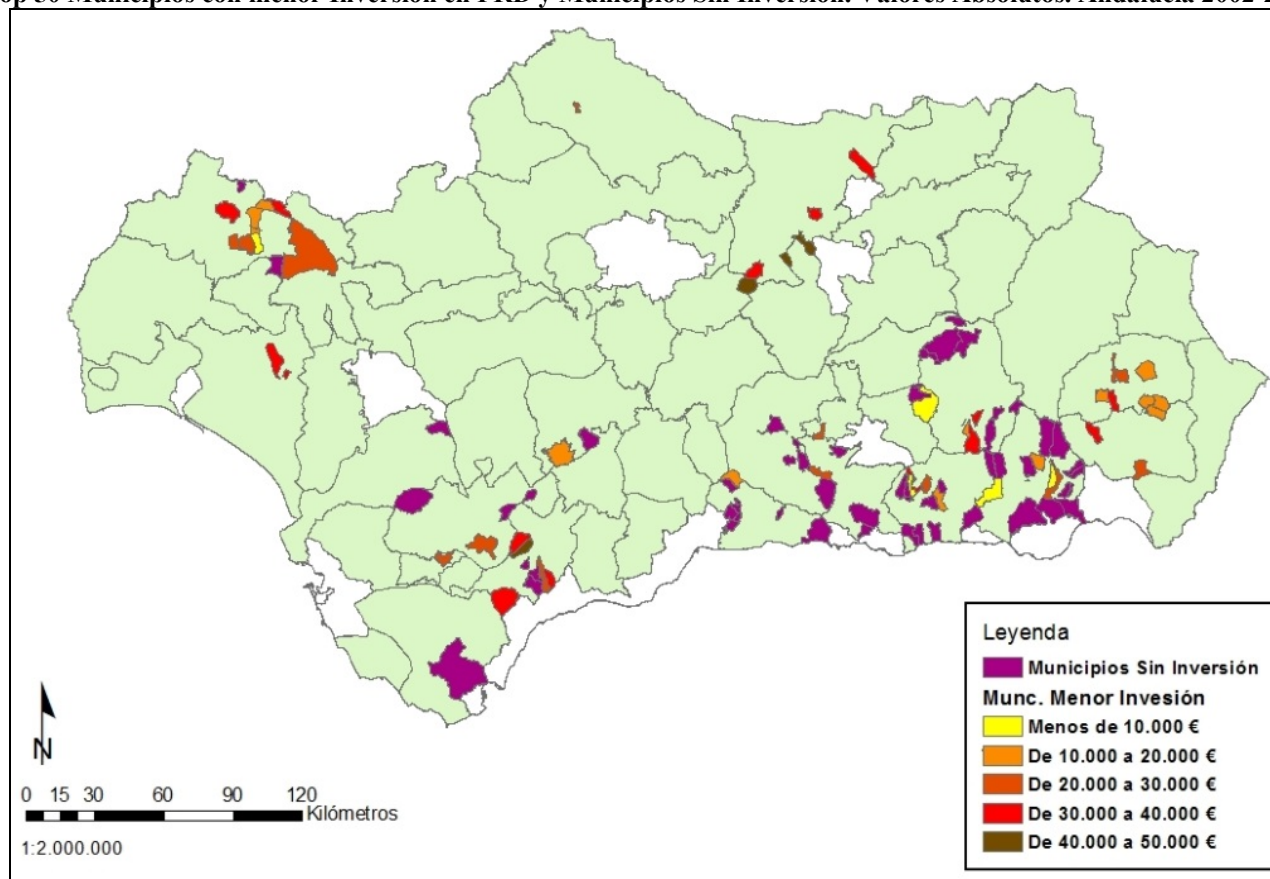 50 Municipios con menor Inversión en PRD y Municipios Sin Inversión. Valores Absolutos. Andalucía 2002-
Leyenda
Municipios Sin Inversión
Munc. Menor Invesión
Menos de 10.000 €
De 10.000 a 20.000 €
De 20.000 a 30.000 €
De 30.000 a 40.000 €
De 40.000 a 50.000 €
N
0 15 30 60 90 120
Kilómetros
1:2.000.000